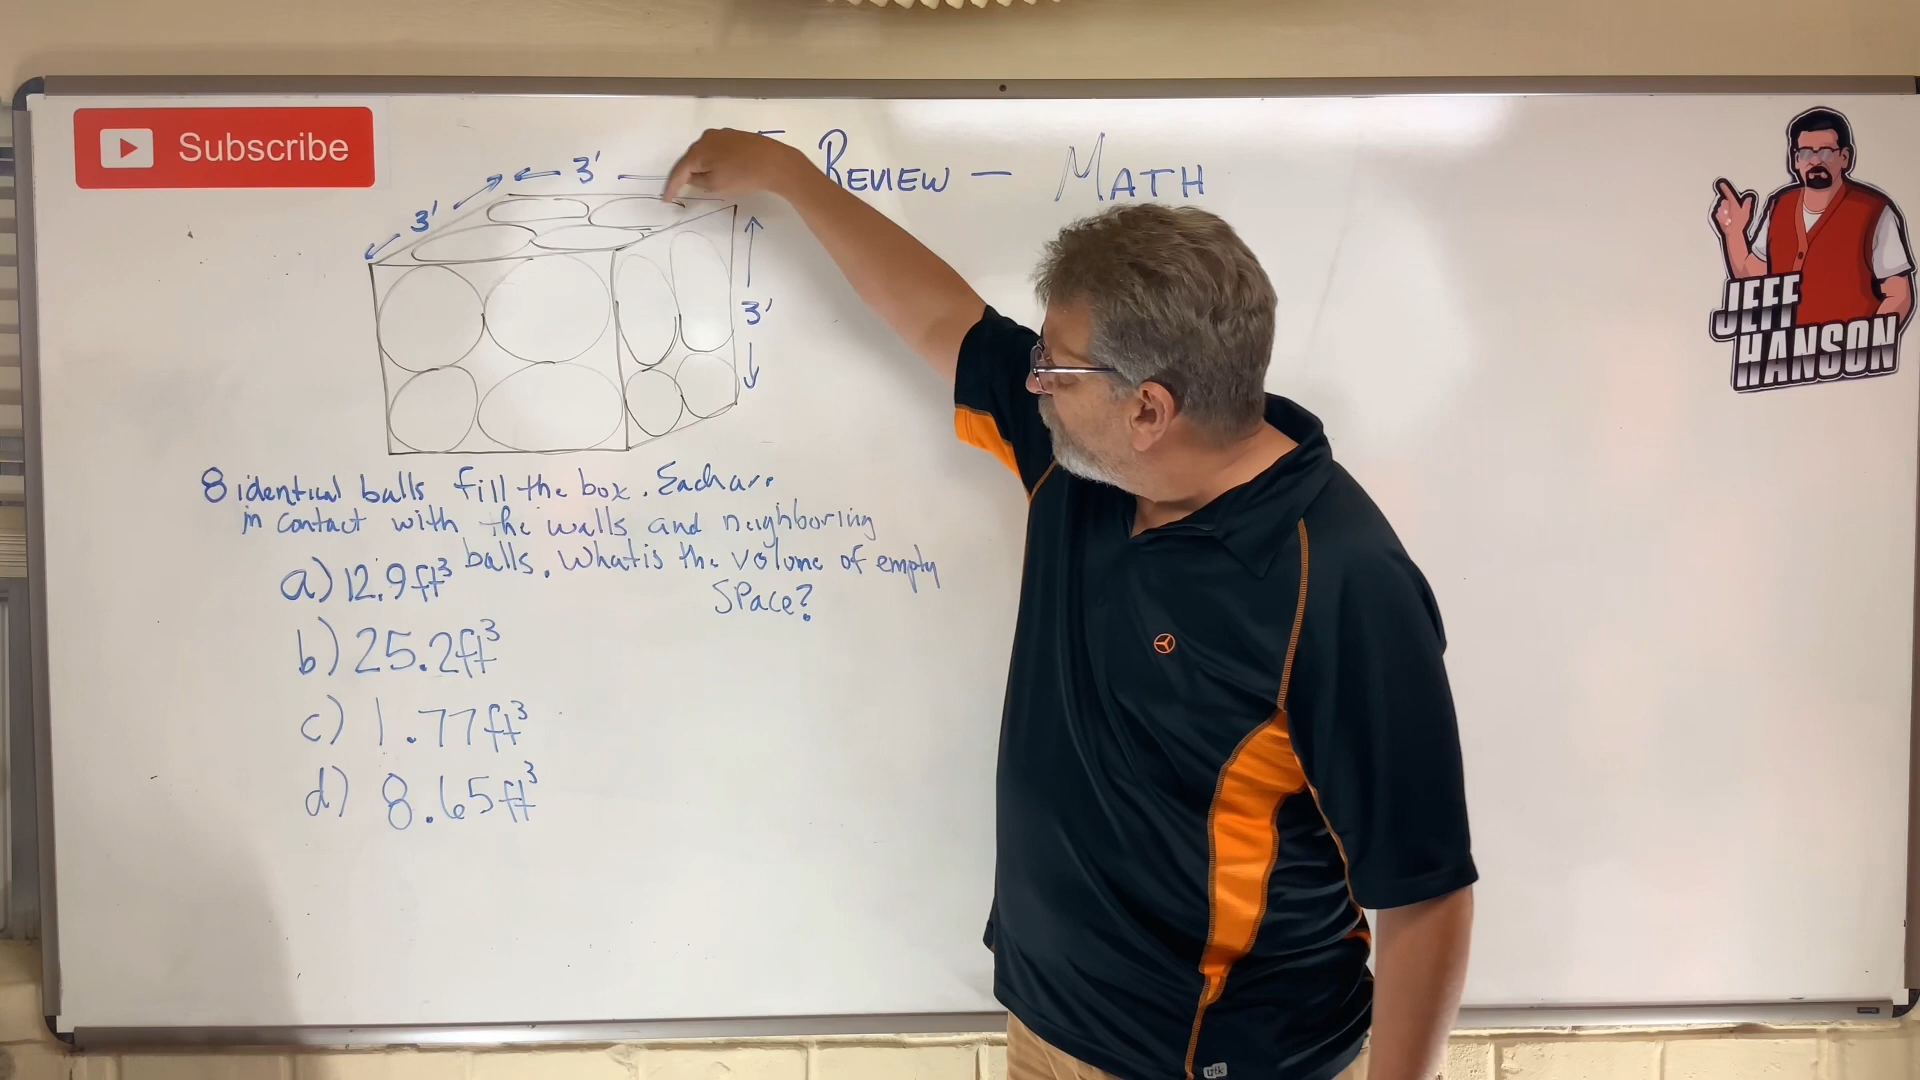 Subscribe
REVIEW - MATH
3'
3'
3'
8 identical balls fill the box. Each are
in contact with the walls and neighboring
balls. What is the volume of empty
Space?
a) 12.9ft³
b) 25.2ft³
c) 1.77ft³
d) 8.65ft³
JEFF
HANSON
utk